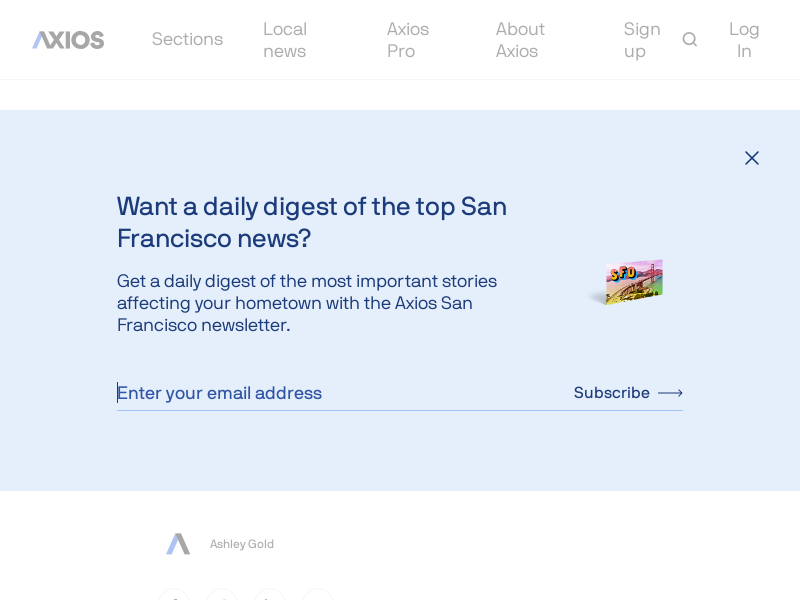 AXIOS
Sections
Local
news
Axios
Pro
About
Axios
Sign
up
Log
In
Want a daily digest of the top San
Francisco news?
Get a daily digest of the most important stories
affecting your hometown with the Axios San
Francisco newsletter.
SFO
Enter your email address
Subscribe
Ashley Gold